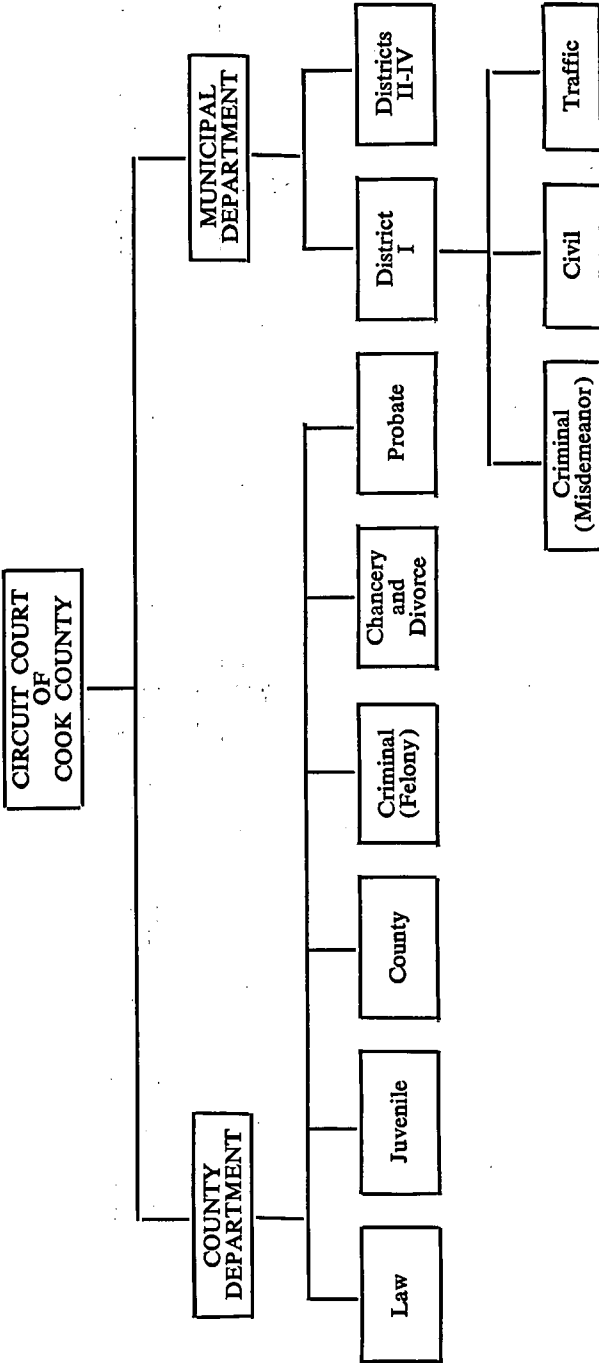 CIRCUIT COURT
OF
COOK COUNTY
COUNTY
DEPARTMENT
MUNICIPAL
DEPARTMENT
Law
Juvenile
County
Criminal
(Felony)
Chancery
and
Divorce
Probate
District
I
Districts
II-IV
Criminal
(Misdemeanor)
Civil
Traffic